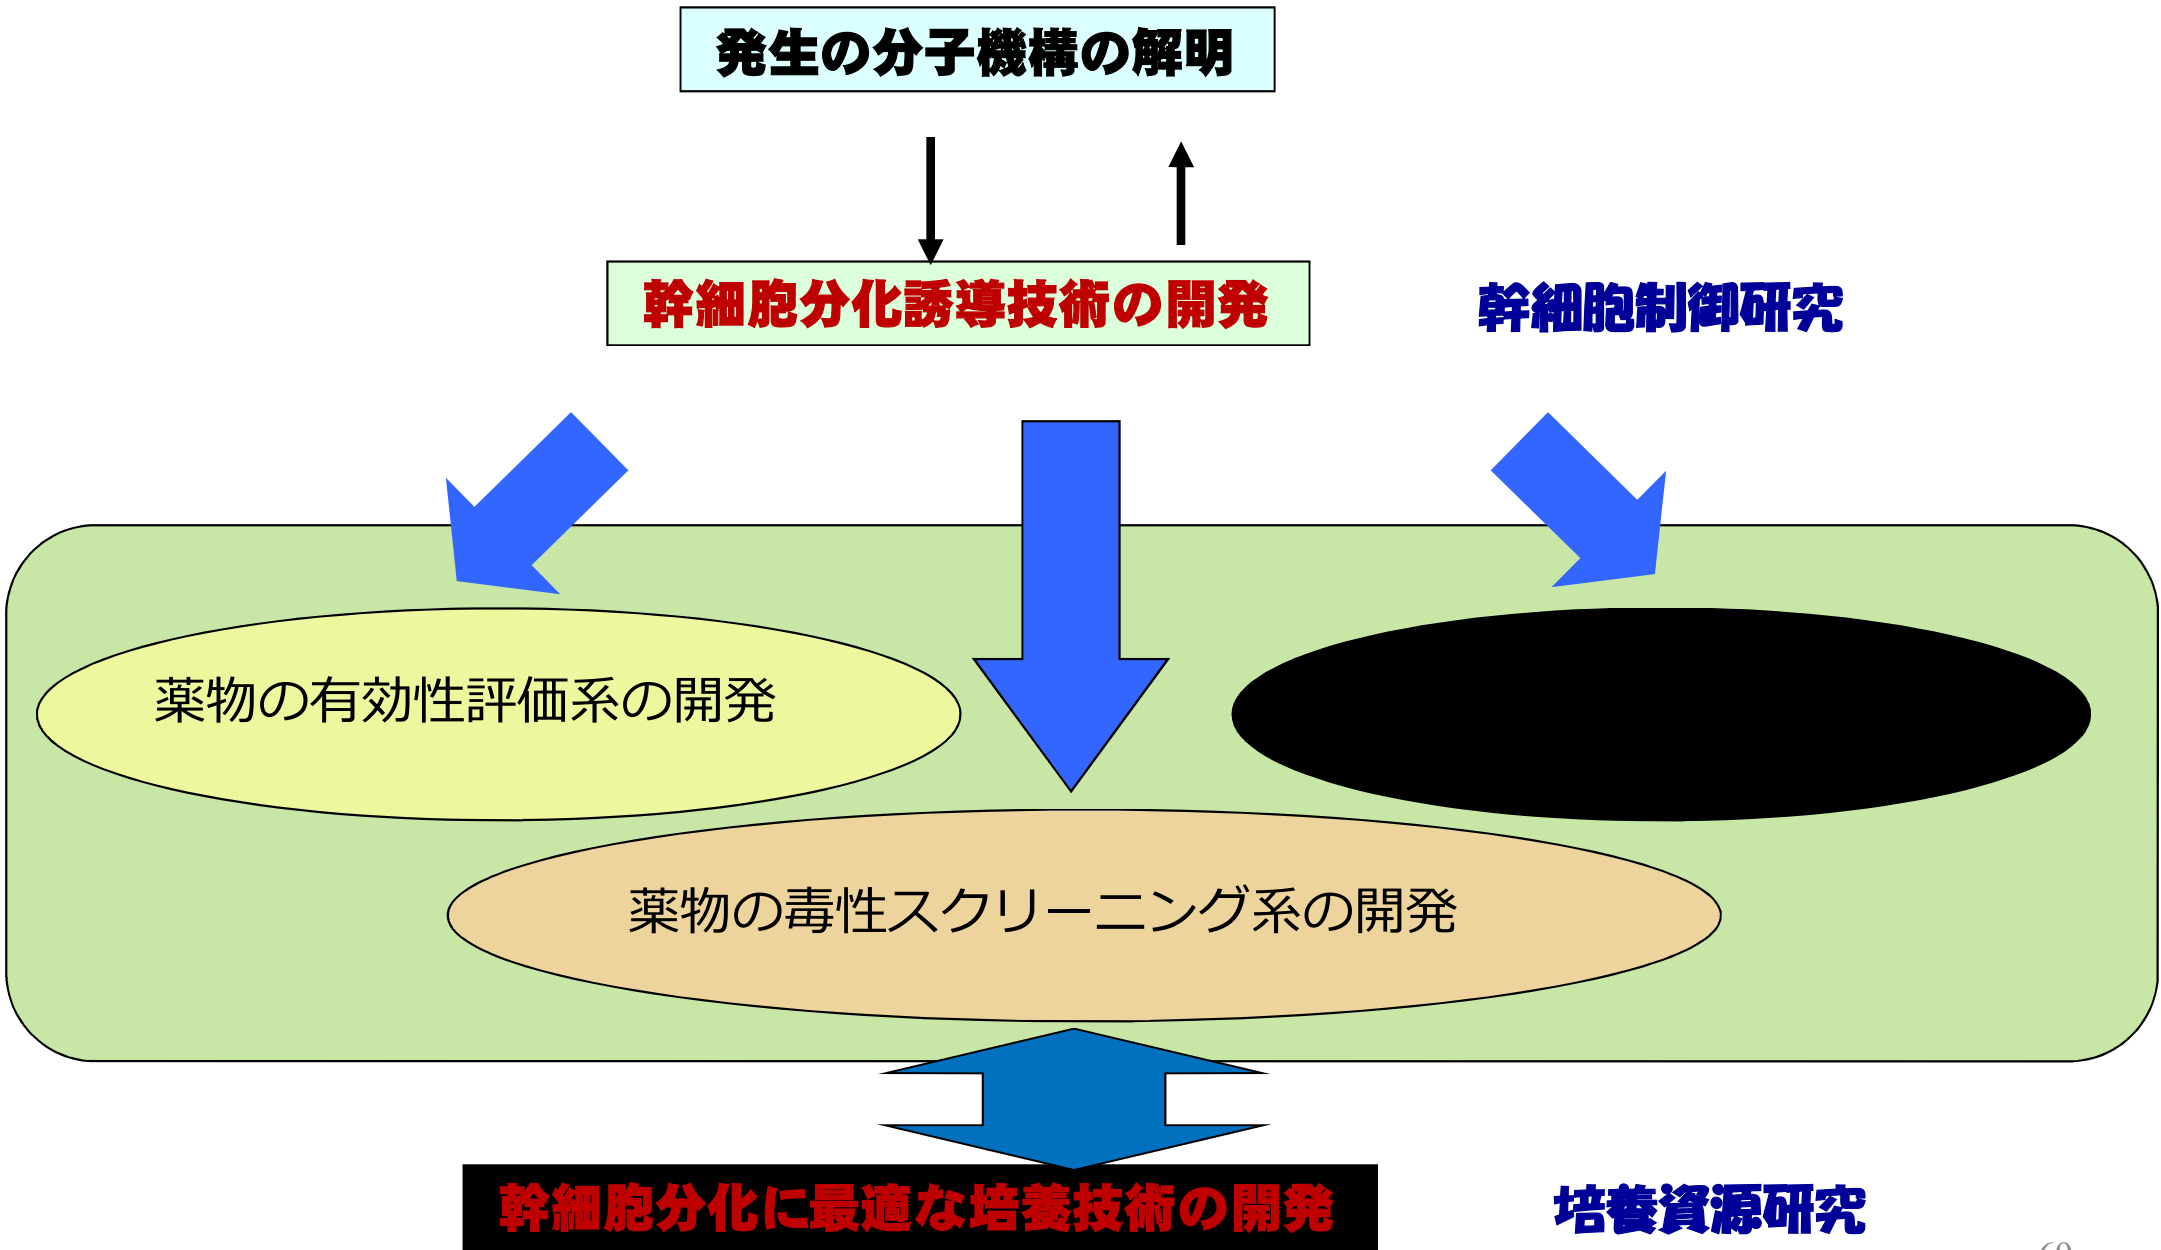 発生の分子機構の解明
幹細胞分化誘導技術の開発
幹細胞制御研究
薬物の有効性評価系の開発
薬物の毒性スクリーニング系の開発
幹細胞分化に最適な培養技術の開発
培養資源研究